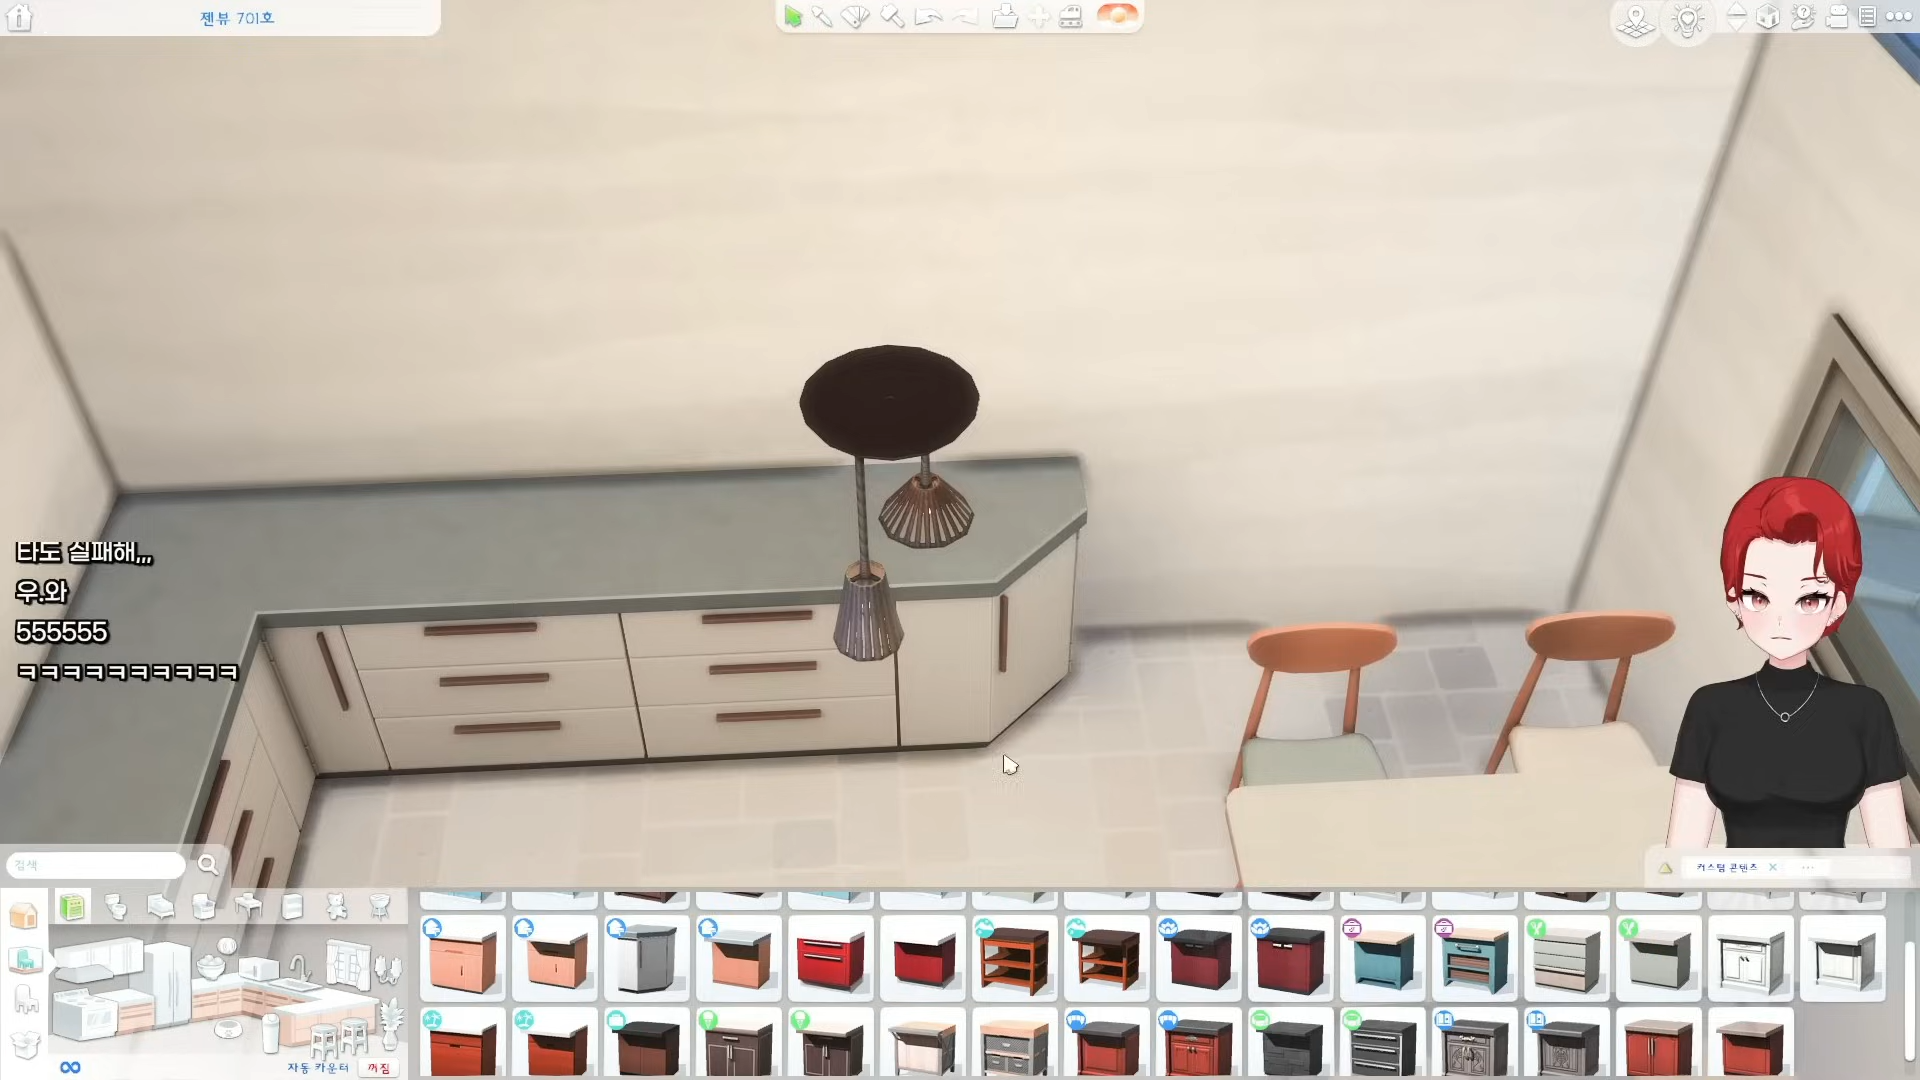 젠뷰 701호
타도 실패해,,,
우.와
555555
ㅋㅋㅋㅋㅋㅋㅋㅋㅋㅋ
검색
커스텀 콘텐츠
자동 카운터
꺼짐